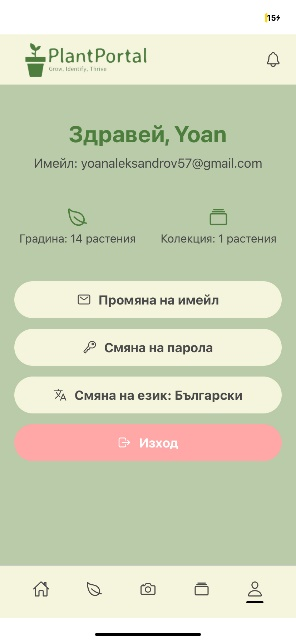 15
PlantPortal
Grow, Identify, Thrive
Здравей, Yoan
Имейл: yoanaleksandrov57@gmail.com
Градина: 14 растения
Колекция: 1 растения
Промяна на имейл
Смяна на парола
Смяна на език: Български
Изход